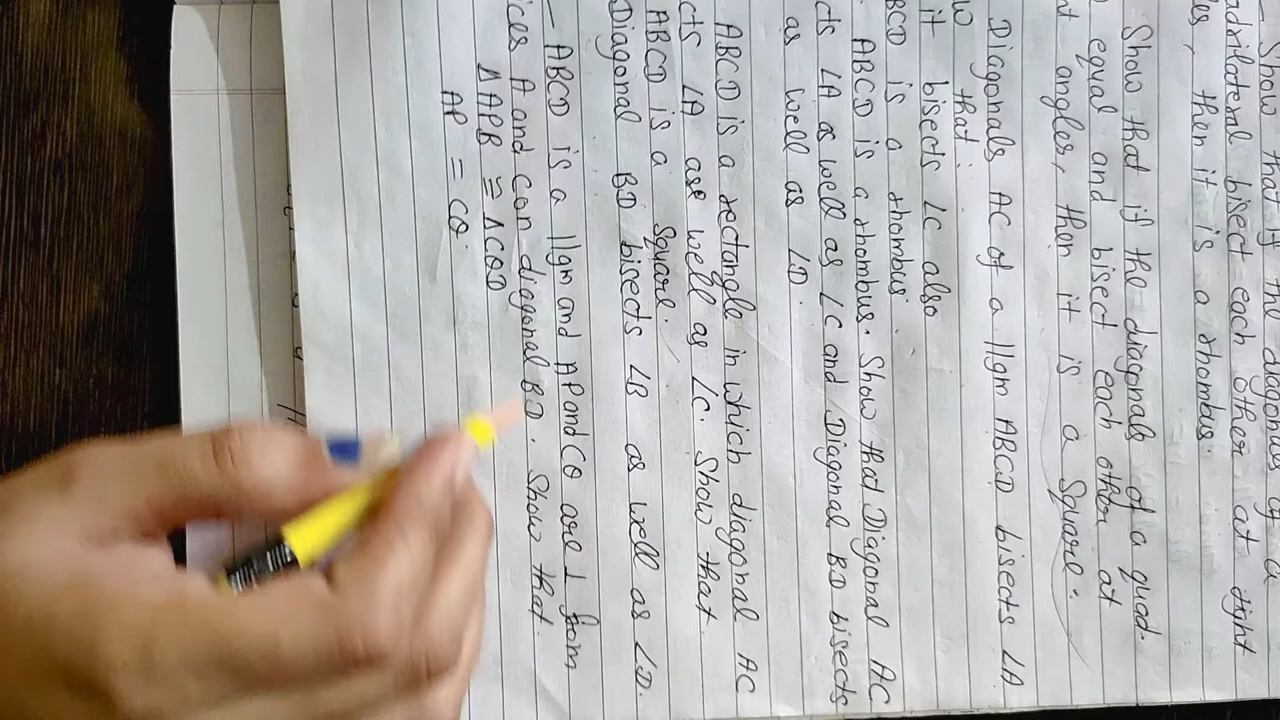 Show that if the diagonals of a
adrilateral bisect each other at right
es, then it is a rhombus.
Show that if the diagonals of a quad.
equal and bisect each other at
nt angles, then it is a Square.
Diagonals AC of a llgm ABCD bisects ∠A
w that:
it bisects ∠C also
BCD is a rhombus
ABCD is a rhombus. Show that Diagonal AC
cts ∠A as well as ∠C and Diagonal BD bisects
as well as ∠D.
ABCD is a rectangle in which diagonal AC
cts ∠A as well as ∠C. Show that
ABCD is a Square.
Diagonal BD bisects ∠B as well as ∠D.
- ABCD is a llgm and AP and CQ are ⊥ from
ices A and C on diagonal BD. Show that.
ΔAPB ≅ ΔCQD
AP = CQ.